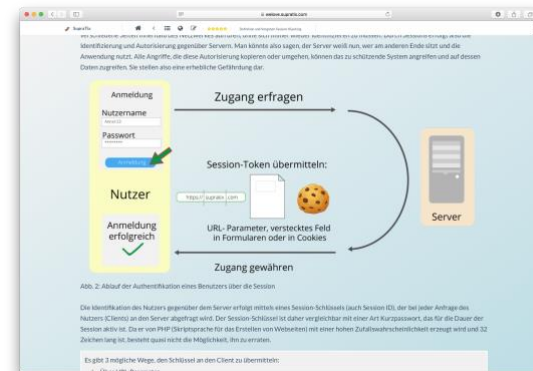 Identifizierung und Autorisierung gegenüber Servern. Man könnte also sagen, der Server weiß nun, wer am anderen Ende sitzt und die
Anwendung nutzt. Alle Angriffe, die diese Autorisierung kopieren oder umgehen, können das zu schützende System angreifen und auf dessen
Daten zugreifen. Sie stellen also eine erhebliche Gefährdung dar.
Anmeldung
Nutzername
Passwort
Anmeldung
Zugang erfragen
Session-Token übermitteln:
https:// supratix .com
URL- Parameter, verstecktes Feld
in Formularen oder in Cookies
Nutzer
Anmeldung
erfolgreich
Server
Zugang gewähren
Abb. 2: Ablauf der Authentifikation eines Benutzers über die Session
Die Identifikation des Nutzers gegenüber dem Server erfolgt mittels eines Session-Schlüssels (auch Session ID), der bei jeder Anfrage des
Nutzers (Clients) an den Server abgefragt wird. Der Session-Schlüssel ist daher vergleichbar mit einer Art Kurzpasswort, das für die Dauer der
Session aktiv ist. Da er von PHP (Skriptsprache für das Erstellen von Webseiten) mit einer hohen Zufallswahrscheinlichkeit erzeugt wird und 32
Zeichen lang ist, besteht quasi nicht die Möglichkeit, ihn zu erraten.
Es gibt 3 mögliche Wege, den Schlüssel an den Client zu übermitteln: